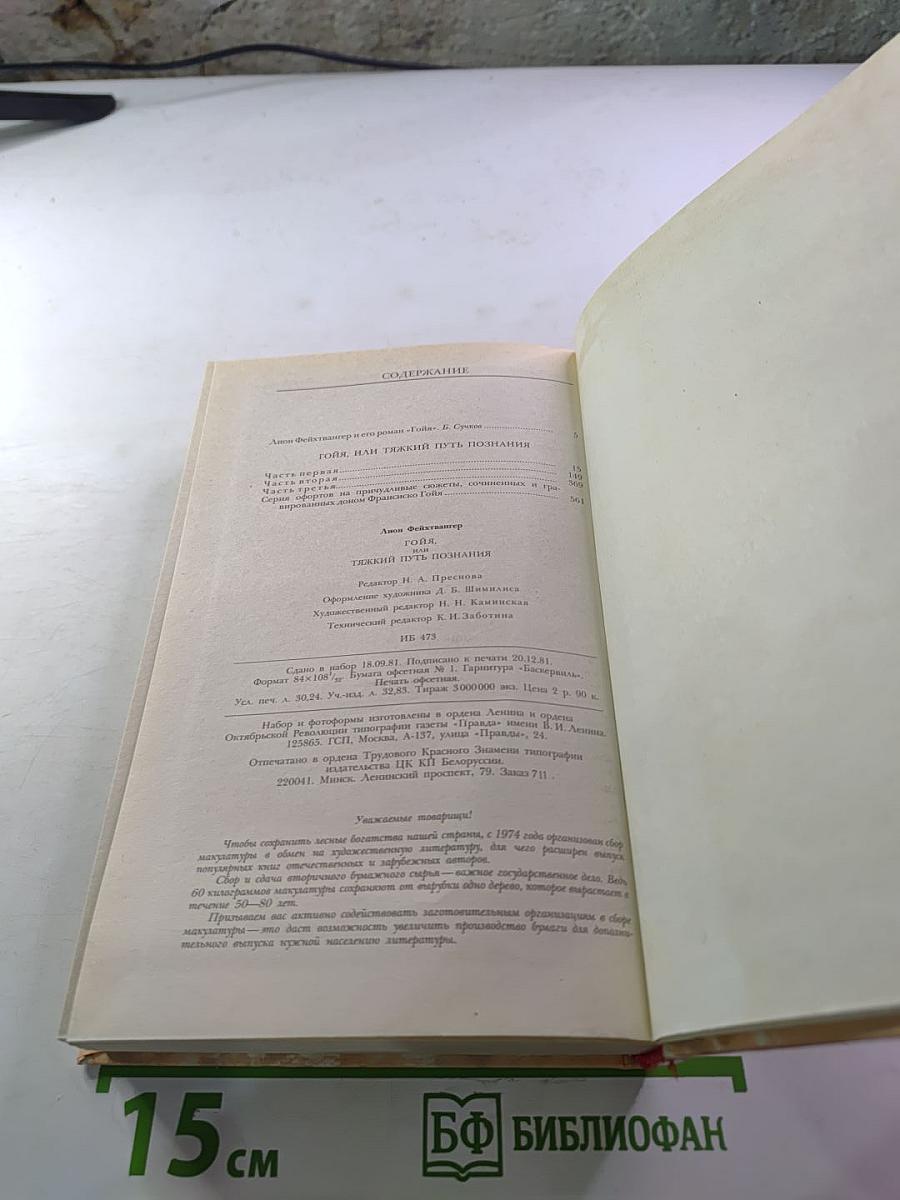 СОДЕРЖАНИЕ
Лион Фейхтвангер и его роман «Гойя». Б. Сучков 5
ГОЙЯ, ИЛИ ТЯЖКИЙ ПУТЬ ПОЗНАНИЯ
Часть первая 15
Часть вторая 149
Часть третья 369
Серия офортов на причудливые сюжеты, сочиненных и гра-
вированных доном Франсиско Гойя 561
Лион Фейхтвангер
ГОЙЯ,
ИЛИ
ТЯЖКИЙ ПУТЬ ПОЗНАНИЯ
Редактор Н. А. Преснова
Оформление художника Д. Б. Шимилиса
Художественный редактор Н. Н. Каминская
Технический редактор К. И. Заботина
ИБ 473
Сдано в набор 18.09.81. Подписано к печати 20.12.81.
Формат 84×108 1/32. Бумага офсетная № 1. Гарнитура «Баскервиль».
Печать офсетная.
Усл. печ. л. 30,24. Уч.-изд. л. 32,83. Тираж 3 000 000 экз. Цена 2 р. 90 к.
Набор и фотоформы изготовлены в ордена Ленина и ордена
Октябрьской Революции типографии газеты «Правда» имени В. И. Ленина.
125865. ГСП, Москва, А-137, улица «Правды», 24.
Отпечатано в ордена Трудового Красного Знамени типографии
издательства ЦК КП Белоруссии.
220041. Минск. Ленинский проспект, 79. Заказ 711.
Уважаемые товарищи!
Чтобы сохранить лесные богатства нашей страны, с 1974 года организован сбор
макулатуры в обмен на художественную литературу, для чего расширен выпуск
популярных книг отечественных и зарубежных авторов.
Сбор и сдача вторичного бумажного сырья — важное государственное дело. Ведь
60 килограммов макулатуры сохраняют от вырубки одно дерево, которое вырастает в
течение 50—80 лет.
Призываем вас активно содействовать заготовительным организациям в сборе
макулатуры — это даст возможность увеличить производство бумаги для дополни-
тельного выпуска нужной населению литературы.
15 см
БФ БИБЛИОФАН